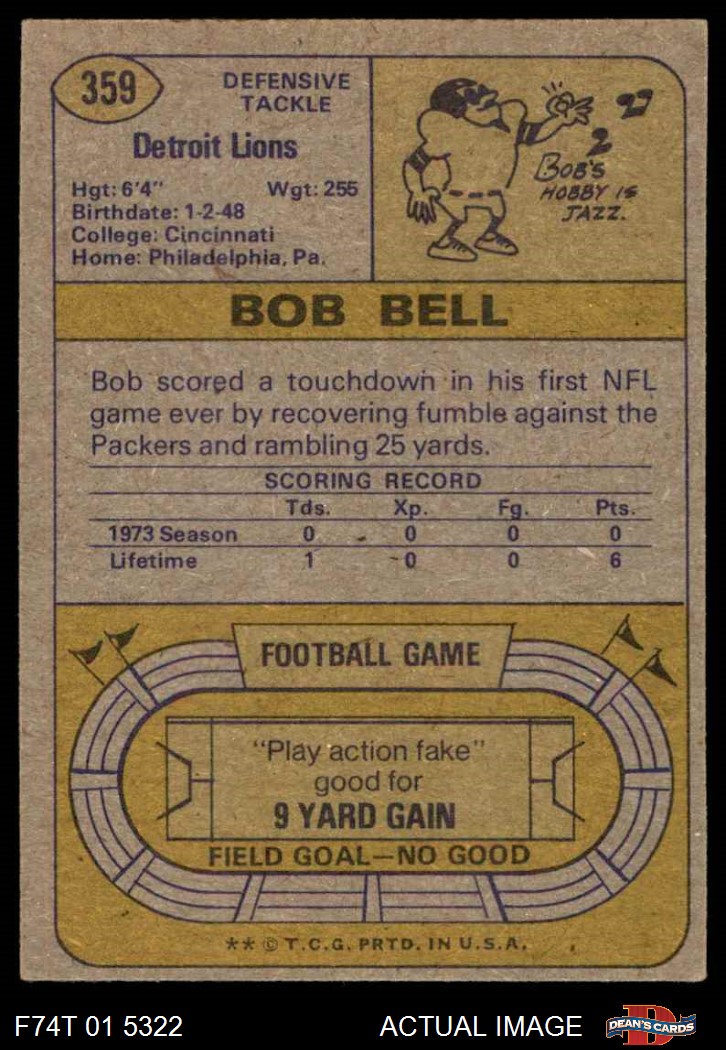 359
DEFENSIVE
TACKLE
Detroit Lions
Hgt: 6'4" Wgt: 255
Birthdate: 1-2-48
College: Cincinnati
Home: Philadelphia, Pa.
BOB'S
HOBBY IS
JAZZ.
BOB BELL
Bob scored a touchdown in his first NFL
game ever by recovering fumble against the
Packers and rambling 25 yards.
SCORING RECORD
Tds. Xp. Fg. Pts.
1973 Season 0 0 0 0
Lifetime 1 0 0 6
FOOTBALL GAME
"Play action fake"
good for
9 YARD GAIN
FIELD GOAL—NO GOOD
** © T.C.G. PRTD. IN U.S.A.
F74T 01 5322 ACTUAL IMAGE
D
DEAN'S CARDS